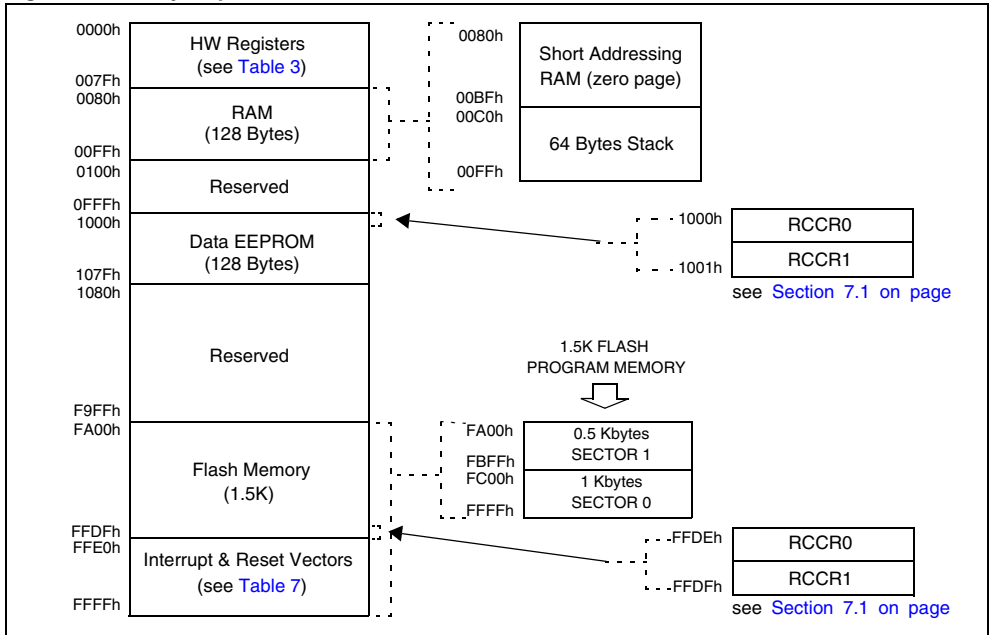 0000h
HW Registers
(see Table 3)
007Fh
0080h
RAM
(128 Bytes)
00FFh
0100h
Reserved
0FFFh
1000h
Data EEPROM
(128 Bytes)
107Fh
1080h
Reserved
F9FFh
FA00h
Flash Memory
(1.5K)
FFDFh
FFE0h
Interrupt & Reset Vectors
(see Table 7)
FFFFh
0080h
Short Addressing
RAM (zero page)
00BFh
00C0h
64 Bytes Stack
00FFh
1000h
RCCR0
RCCR1
1001h
see Section 7.1 on page
1.5K FLASH
PROGRAM MEMORY
FA00h
0.5 Kbytes
SECTOR 1
FBFFh
FC00h
1 Kbytes
SECTOR 0
FFFFh
FFDEh
RCCR0
RCCR1
FFDFh
see Section 7.1 on page